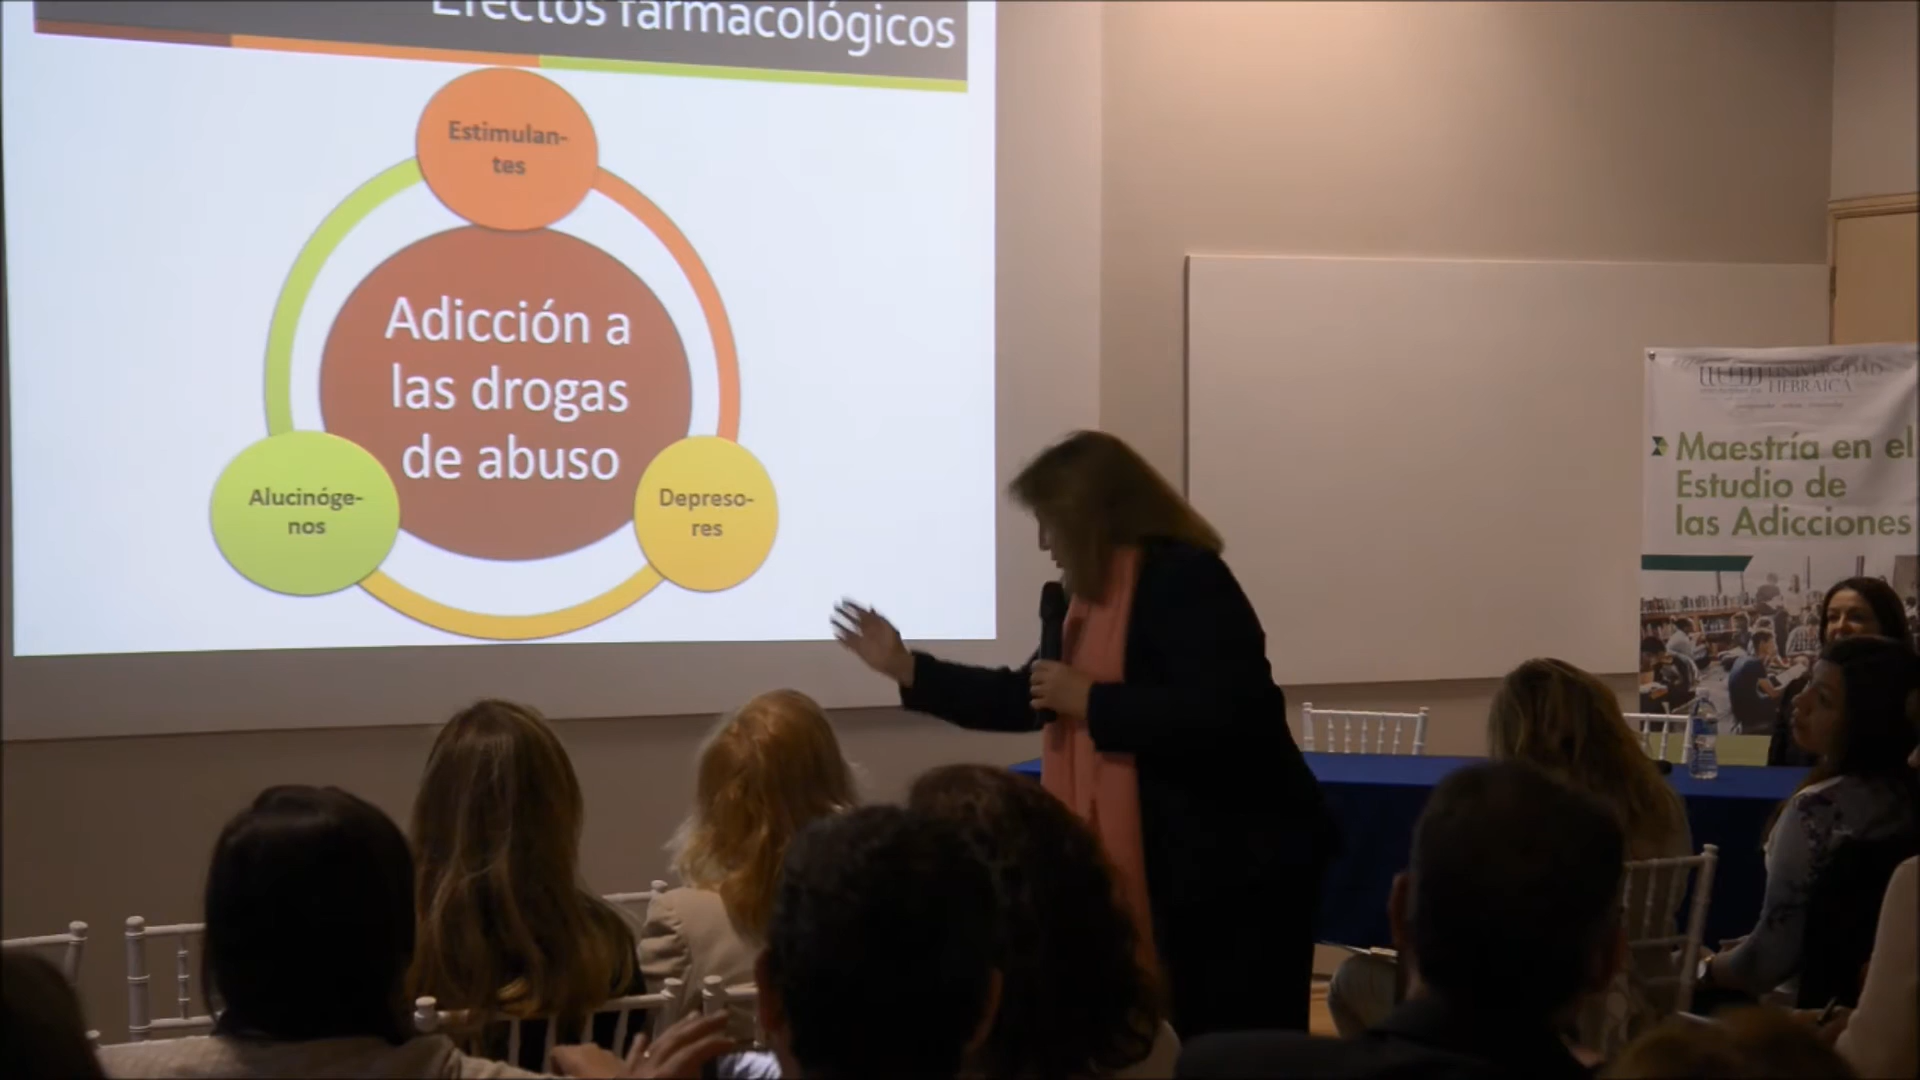 Efectos farmacológicos
Estimulan-
tes
Adicción a
las drogas
de abuso
Alucinóge-
nos
Depreso-
res
UNIVERSIDAD
HEBRAICA
Maestría en el
Estudio de
las Adicciones